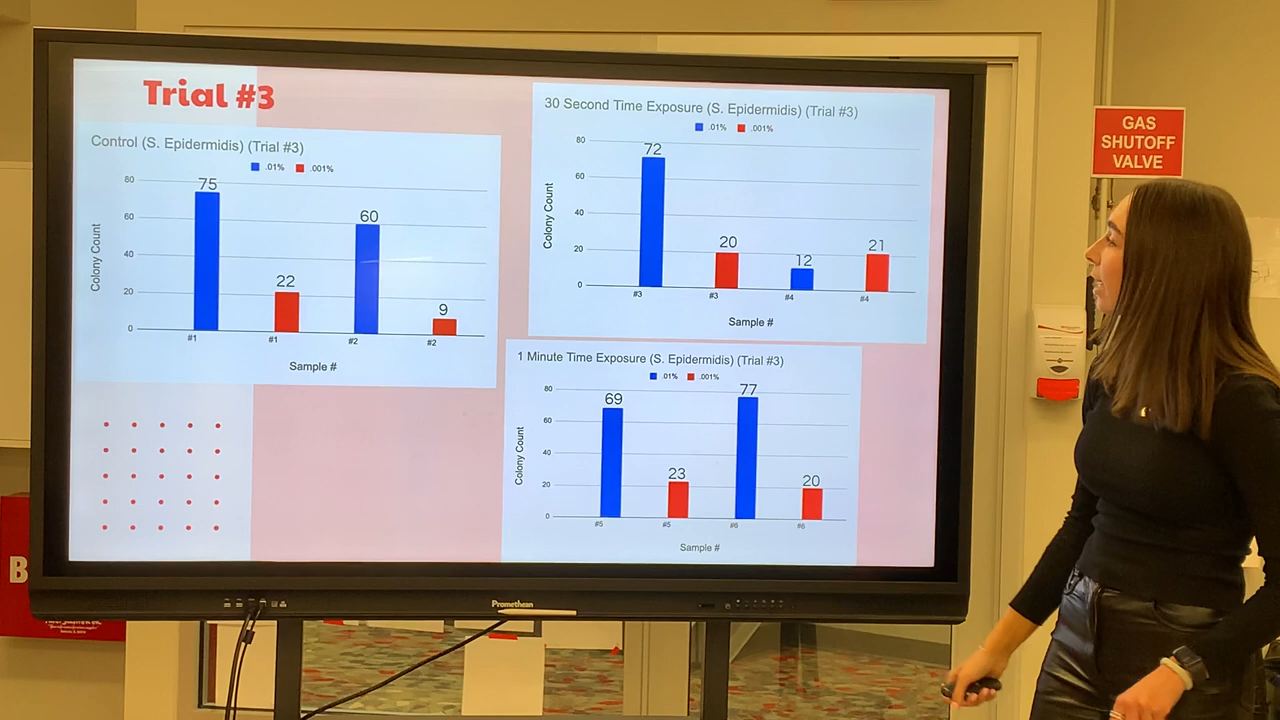 Trial #3
Control (S. Epidermidis) (Trial #3)
.01% .001%
80
60
40
20
0
Colony Count
75
22
60
9
#1 #1 #2 #2
Sample #
30 Second Time Exposure (S. Epidermidis) (Trial #3)
.01% .001%
80
60
40
20
0
Colony Count
72
20
12
21
#3 #3 #4 #4
Sample #
1 Minute Time Exposure (S. Epidermidis) (Trial #3)
.01% .001%
80
60
40
20
0
Colony Count
69
23
77
20
#5 #5 #6 #6
Sample #
Promethean
GAS
SHUTOFF
VALVE
B